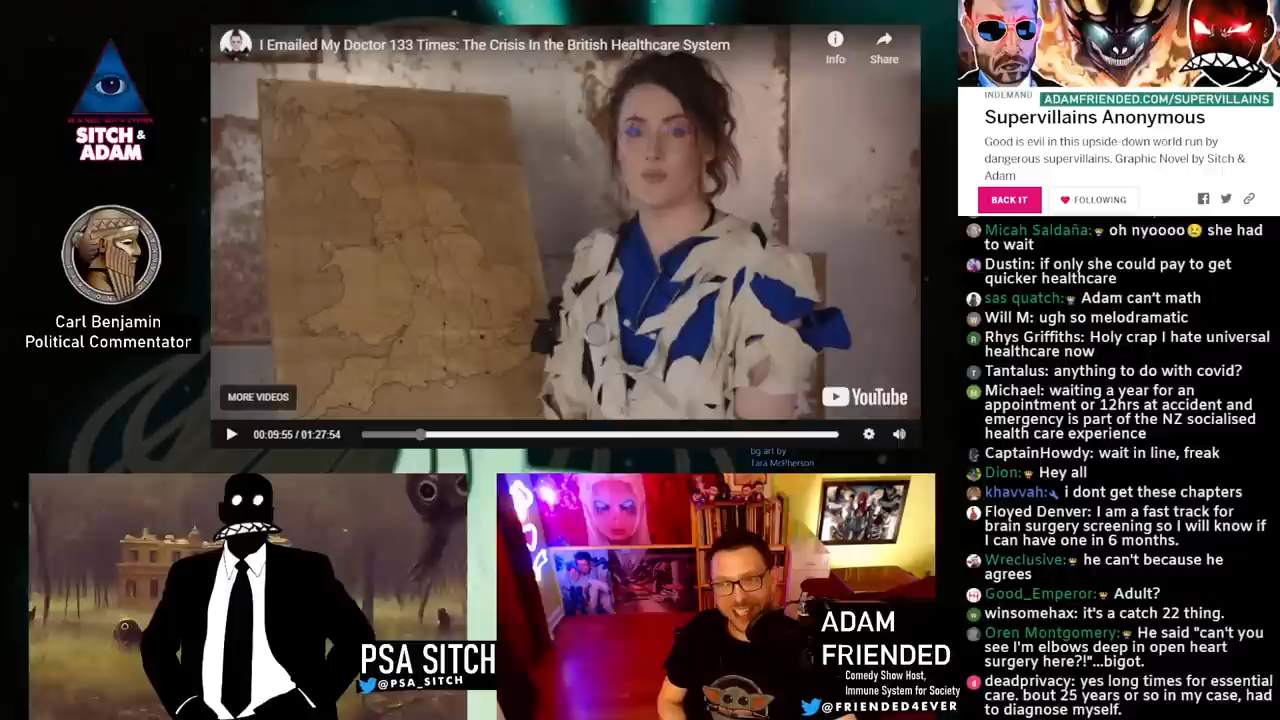 SITCH &
ADAM
Carl Benjamin
Political Commentator
I Emailed My Doctor 133 Times: The Crisis In the British Healthcare System
Info
Share
MORE VIDEOS
YouTube
00:09:55 / 01:27:54
bg art by
Tara McPherson
PSA SITCH
@PSA_SITCH
ADAM
FRIENDED
Comedy Show Host,
Immune System for Society
@FRIENDED4EVER
INDEMAND
ADAMFRIENDED.COM/SUPERVILLAINS
Supervillains Anonymous
Good is evil in this upside-down world run by
dangerous supervillains. Graphic Novel by Sitch &
Adam
BACK IT
FOLLOWING
Micah Saldaña: oh nyoooo😢 she had
to wait
Dustin: if only she could pay to get
quicker healthcare
sas quatch: Adam can't math
Will M: ugh so melodramatic
Rhys Griffiths: Holy crap I hate universal
healthcare now
Tantalus: anything to do with covid?
Michael: waiting a year for an
appointment or 12hrs at accident and
emergency is part of the NZ socialised
health care experience
CaptainHowdy: wait in line, freak
Dion: Hey all
khavvah: i dont get these chapters
Floyed Denver: I am a fast track for
brain surgery screening so I will know if
I can have one in 6 months.
Wreclusive: he can't because he
agrees
Good_Emperor: Adult?
winsomehax: it's a catch 22 thing.
Oren Montgomery: He said "can't you
see I'm elbows deep in open heart
surgery here?!"...bigot.
deadprivacy: yes long times for essential
care. bout 25 years or so in my case, had
to diagnose myself.